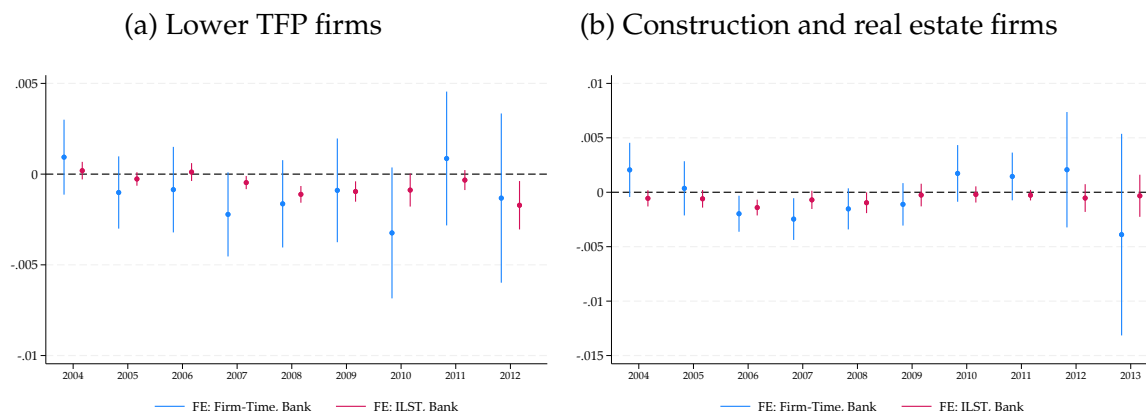 (a) Lower TFP firms
.005
0
-.005
-.01
2004 2005 2006 2007 2008 2009 2010 2011 2012
FE: Firm-Time, Bank FE: ILST, Bank
(b) Construction and real estate firms
.01
.005
0
-.005
-.01
-.015
2004 2005 2006 2007 2008 2009 2010 2011 2012 2013
FE: Firm-Time, Bank FE: ILST, Bank